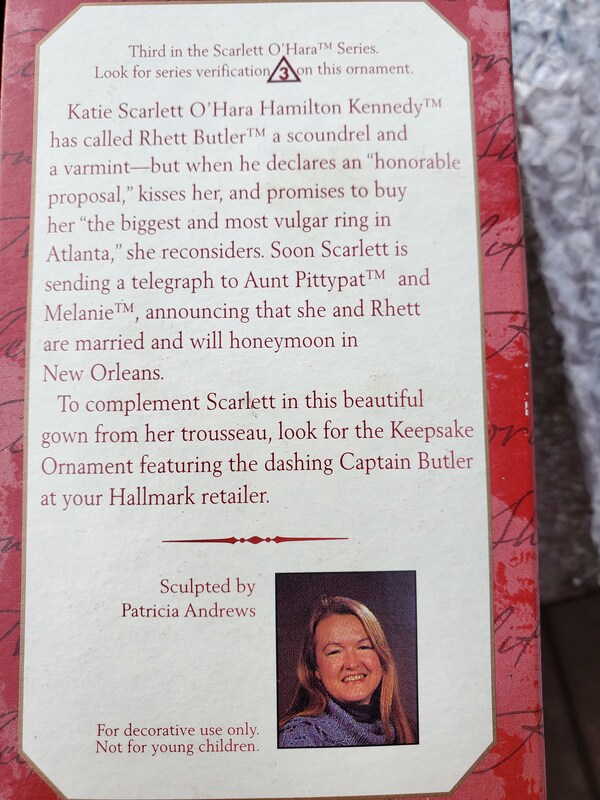 Third in the Scarlett O'Hara™ Series.
Look for series verification 3 on this ornament.
Katie Scarlett O'Hara Hamilton Kennedy™
has called Rhett Butler™ a scoundrel and
a varmint—but when he declares an “honorable
proposal,” kisses her, and promises to buy
her “the biggest and most vulgar ring in
Atlanta,” she reconsiders. Soon Scarlett is
sending a telegraph to Aunt Pittypat™ and
Melanie™, announcing that she and Rhett
are married and will honeymoon in
New Orleans.
To complement Scarlett in this beautiful
gown from her trousseau, look for the Keepsake
Ornament featuring the dashing Captain Butler
at your Hallmark retailer.
Sculpted by
Patricia Andrews
For decorative use only.
Not for young children.